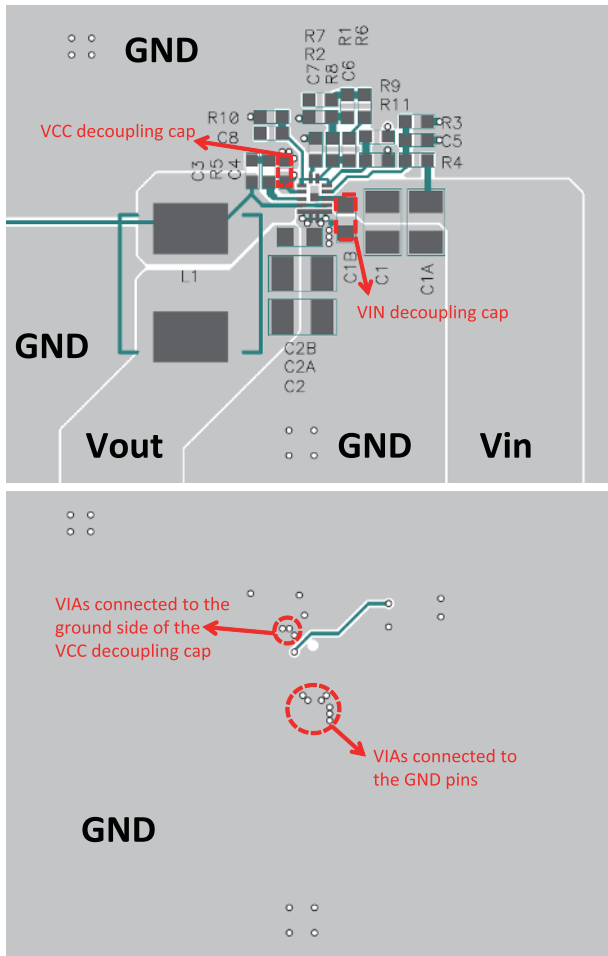 GND
R7
R2
C7
R8
C6
R1
R6
R9
R11
R10
C8
VCC decoupling cap
R3
C5
R4
C3
R5
C4
L1
C1B
C1
C1A
VIN decoupling cap
GND
C2B
C2A
C2
Vout
GND
Vin
VIAs connected to the
ground side of the
VCC decoupling cap
VIAs connected to
the GND pins
GND